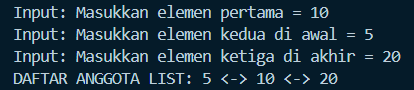 Input: Masukkan elemen pertama = 10
Input: Masukkan elemen kedua di awal = 5
Input: Masukkan elemen ketiga di akhir = 20
DAFTAR ANGGOTA LIST: 5 <-> 10 <-> 20